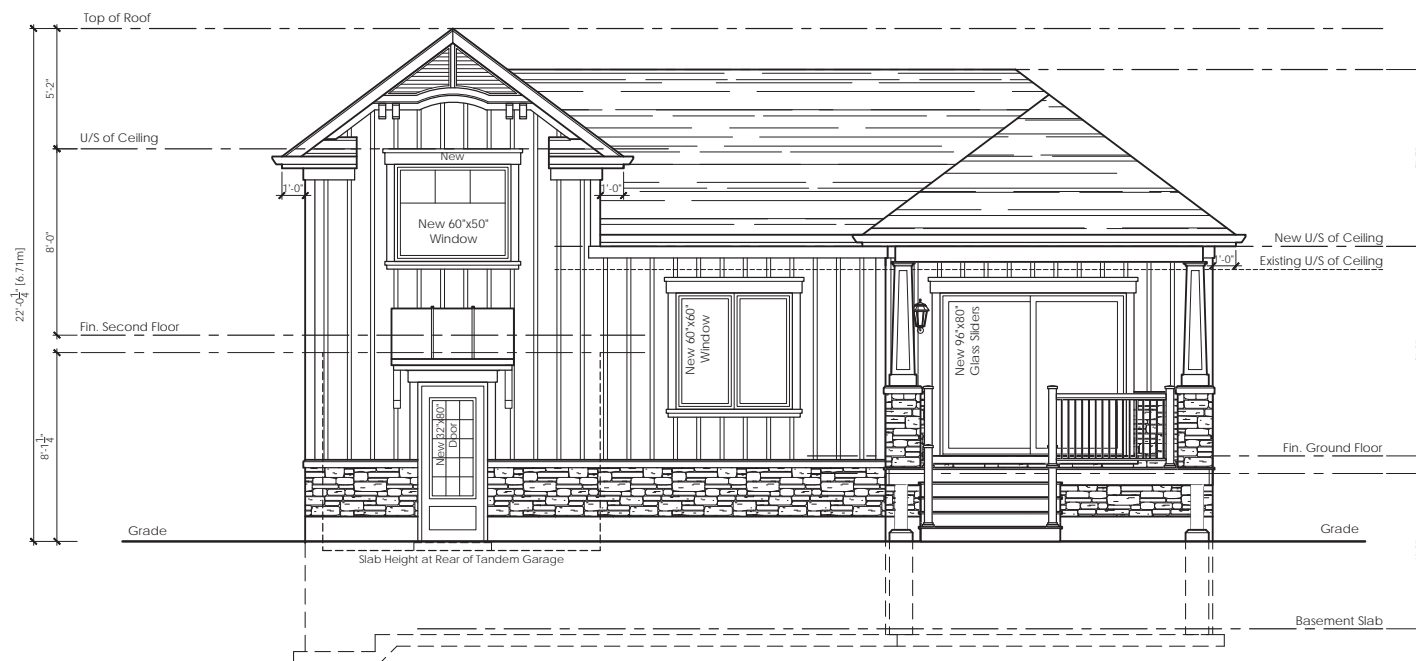 Top of Roof
5'-2"
U/S of Ceiling
New
1'-0"
1'-0"
New 60"x50"
Window
8'-0"
22'-0 1/4" [6.71m]
New U/S of Ceiling
1'-0"
Existing U/S of Ceiling
Fin. Second Floor
New 60"x60"
Window
New 96"x80"
Glass Sliders
8'-1 1/4"
New 32"x80"
Door
Fin. Ground Floor
Grade
Grade
Slab Height at Rear of Tandem Garage
Basement Slab